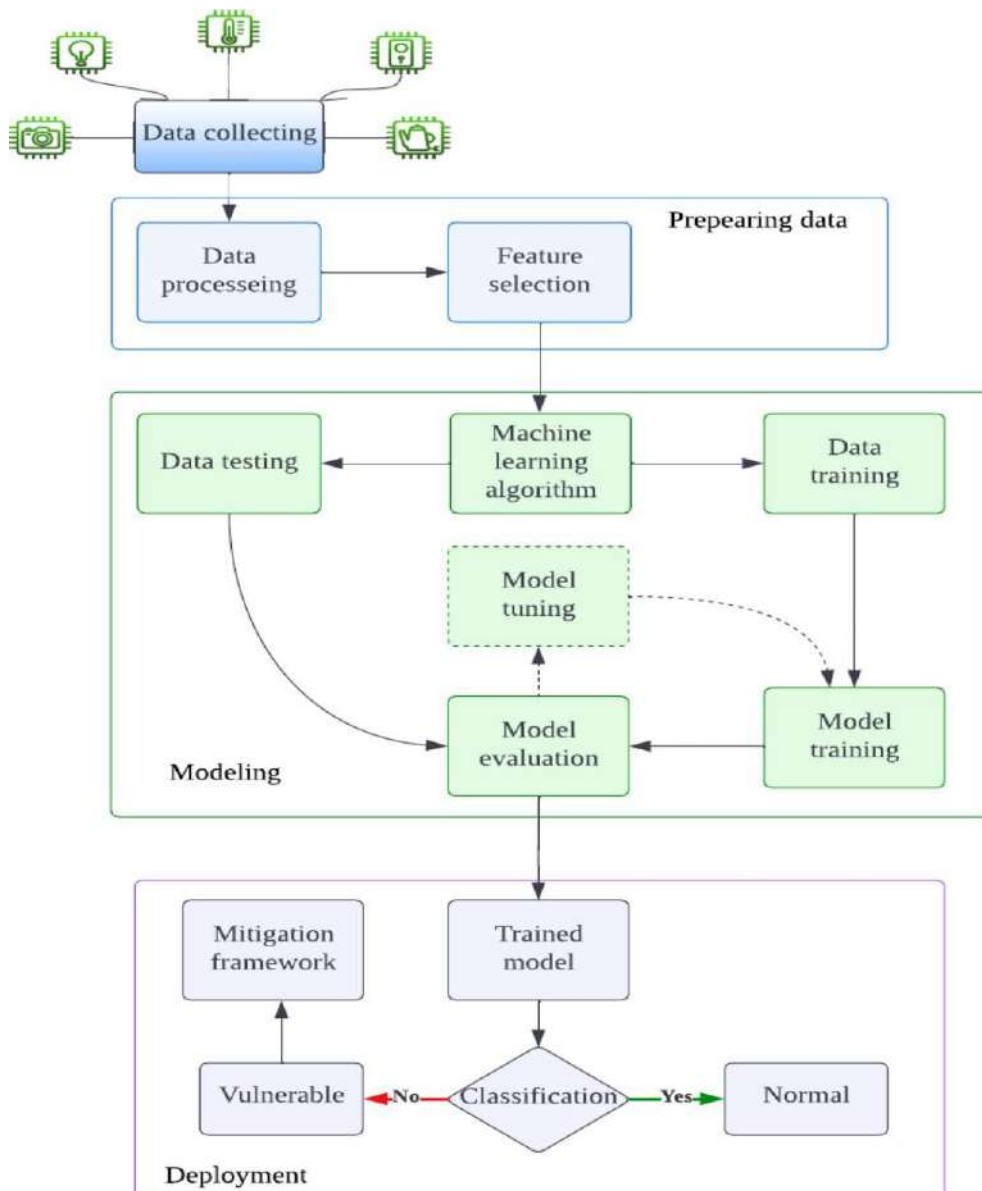 Data collecting
Prepearing data
Data
processeing
Feature
selection
Data testing
Machine
learning
algorithm
Data
training
Model
tuning
Model
evaluation
Model
training
Modeling
Mitigation
framework
Trained
model
Vulnerable
No
Classification
Yes
Normal
Deployment